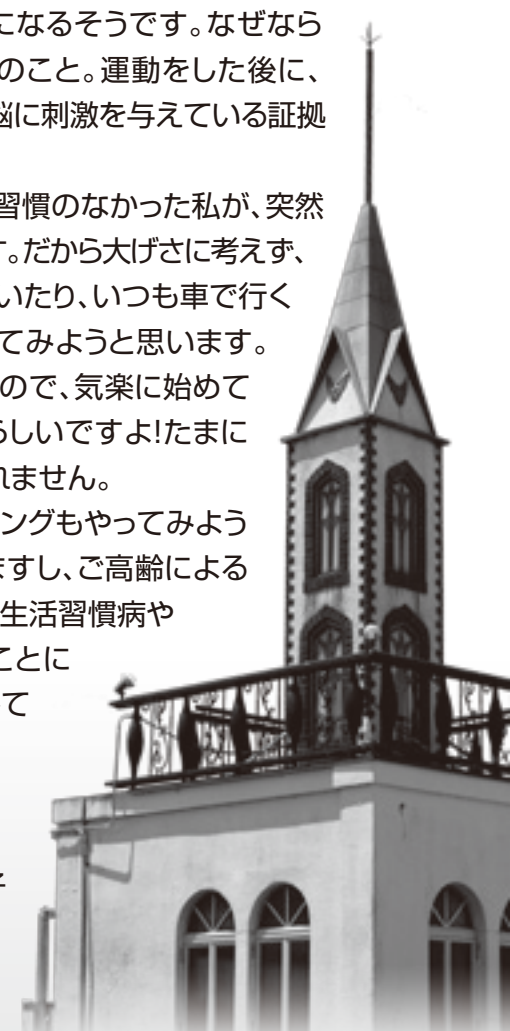 になるそうです。なぜなら
のこと。運動をした後に、
脳に刺激を与えている証拠
習慣のなかった私が、突然
す。だから大げさに考えず、
いたり、いつも車で行く
てみようと思います。
ので、気楽に始めて
らしいですよ!たまに
れません。
ングもやってみよう
ますし、ご高齢による
生活習慣病や
ことに
て